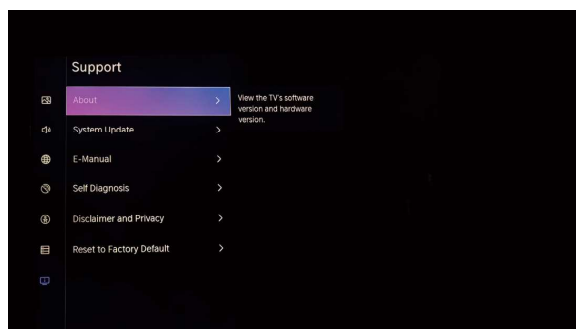 Support
About
View the TV's software
version and hardware
version.
System Update
E-Manual
Self Diagnosis
Disclaimer and Privacy
Reset to Factory Default